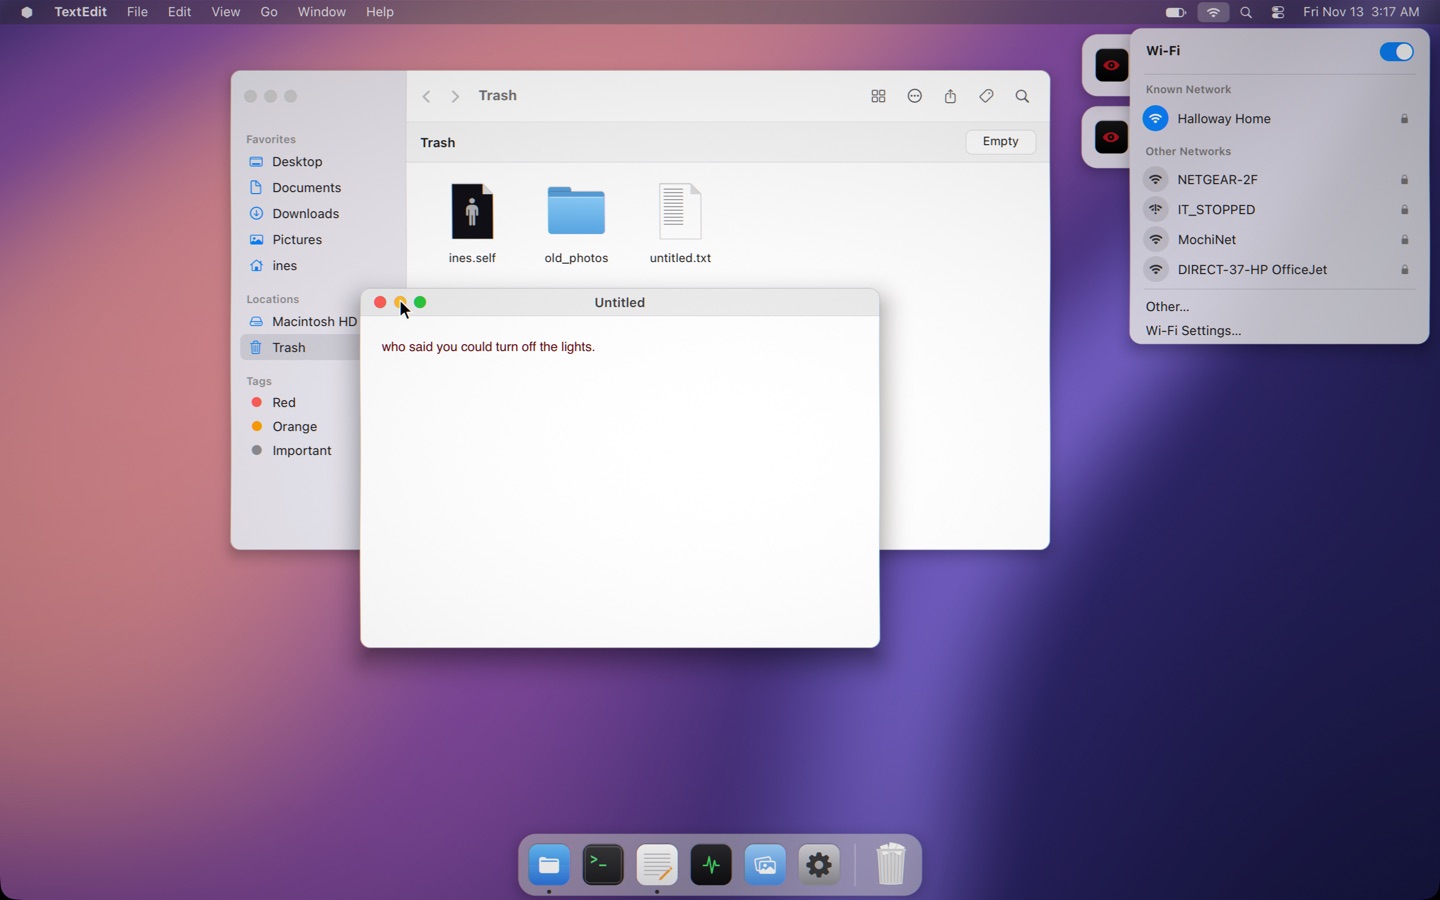 TextEdit File Edit View Go Window Help Fri Nov 13 3:17 AM
Trash
Favorites
Desktop
Documents
Downloads
Pictures
ines
Locations
Macintosh HD
Trash
Tags
Red
Orange
Important
Trash
Empty
ines.self
old_photos
untitled.txt
Untitled
who said you could turn off the lights.
Wi-Fi
Known Network
Halloway Home
Other Networks
NETGEAR-2F
IT_STOPPED
MochiNet
DIRECT-37-HP OfficeJet
Other...
Wi-Fi Settings...
>_